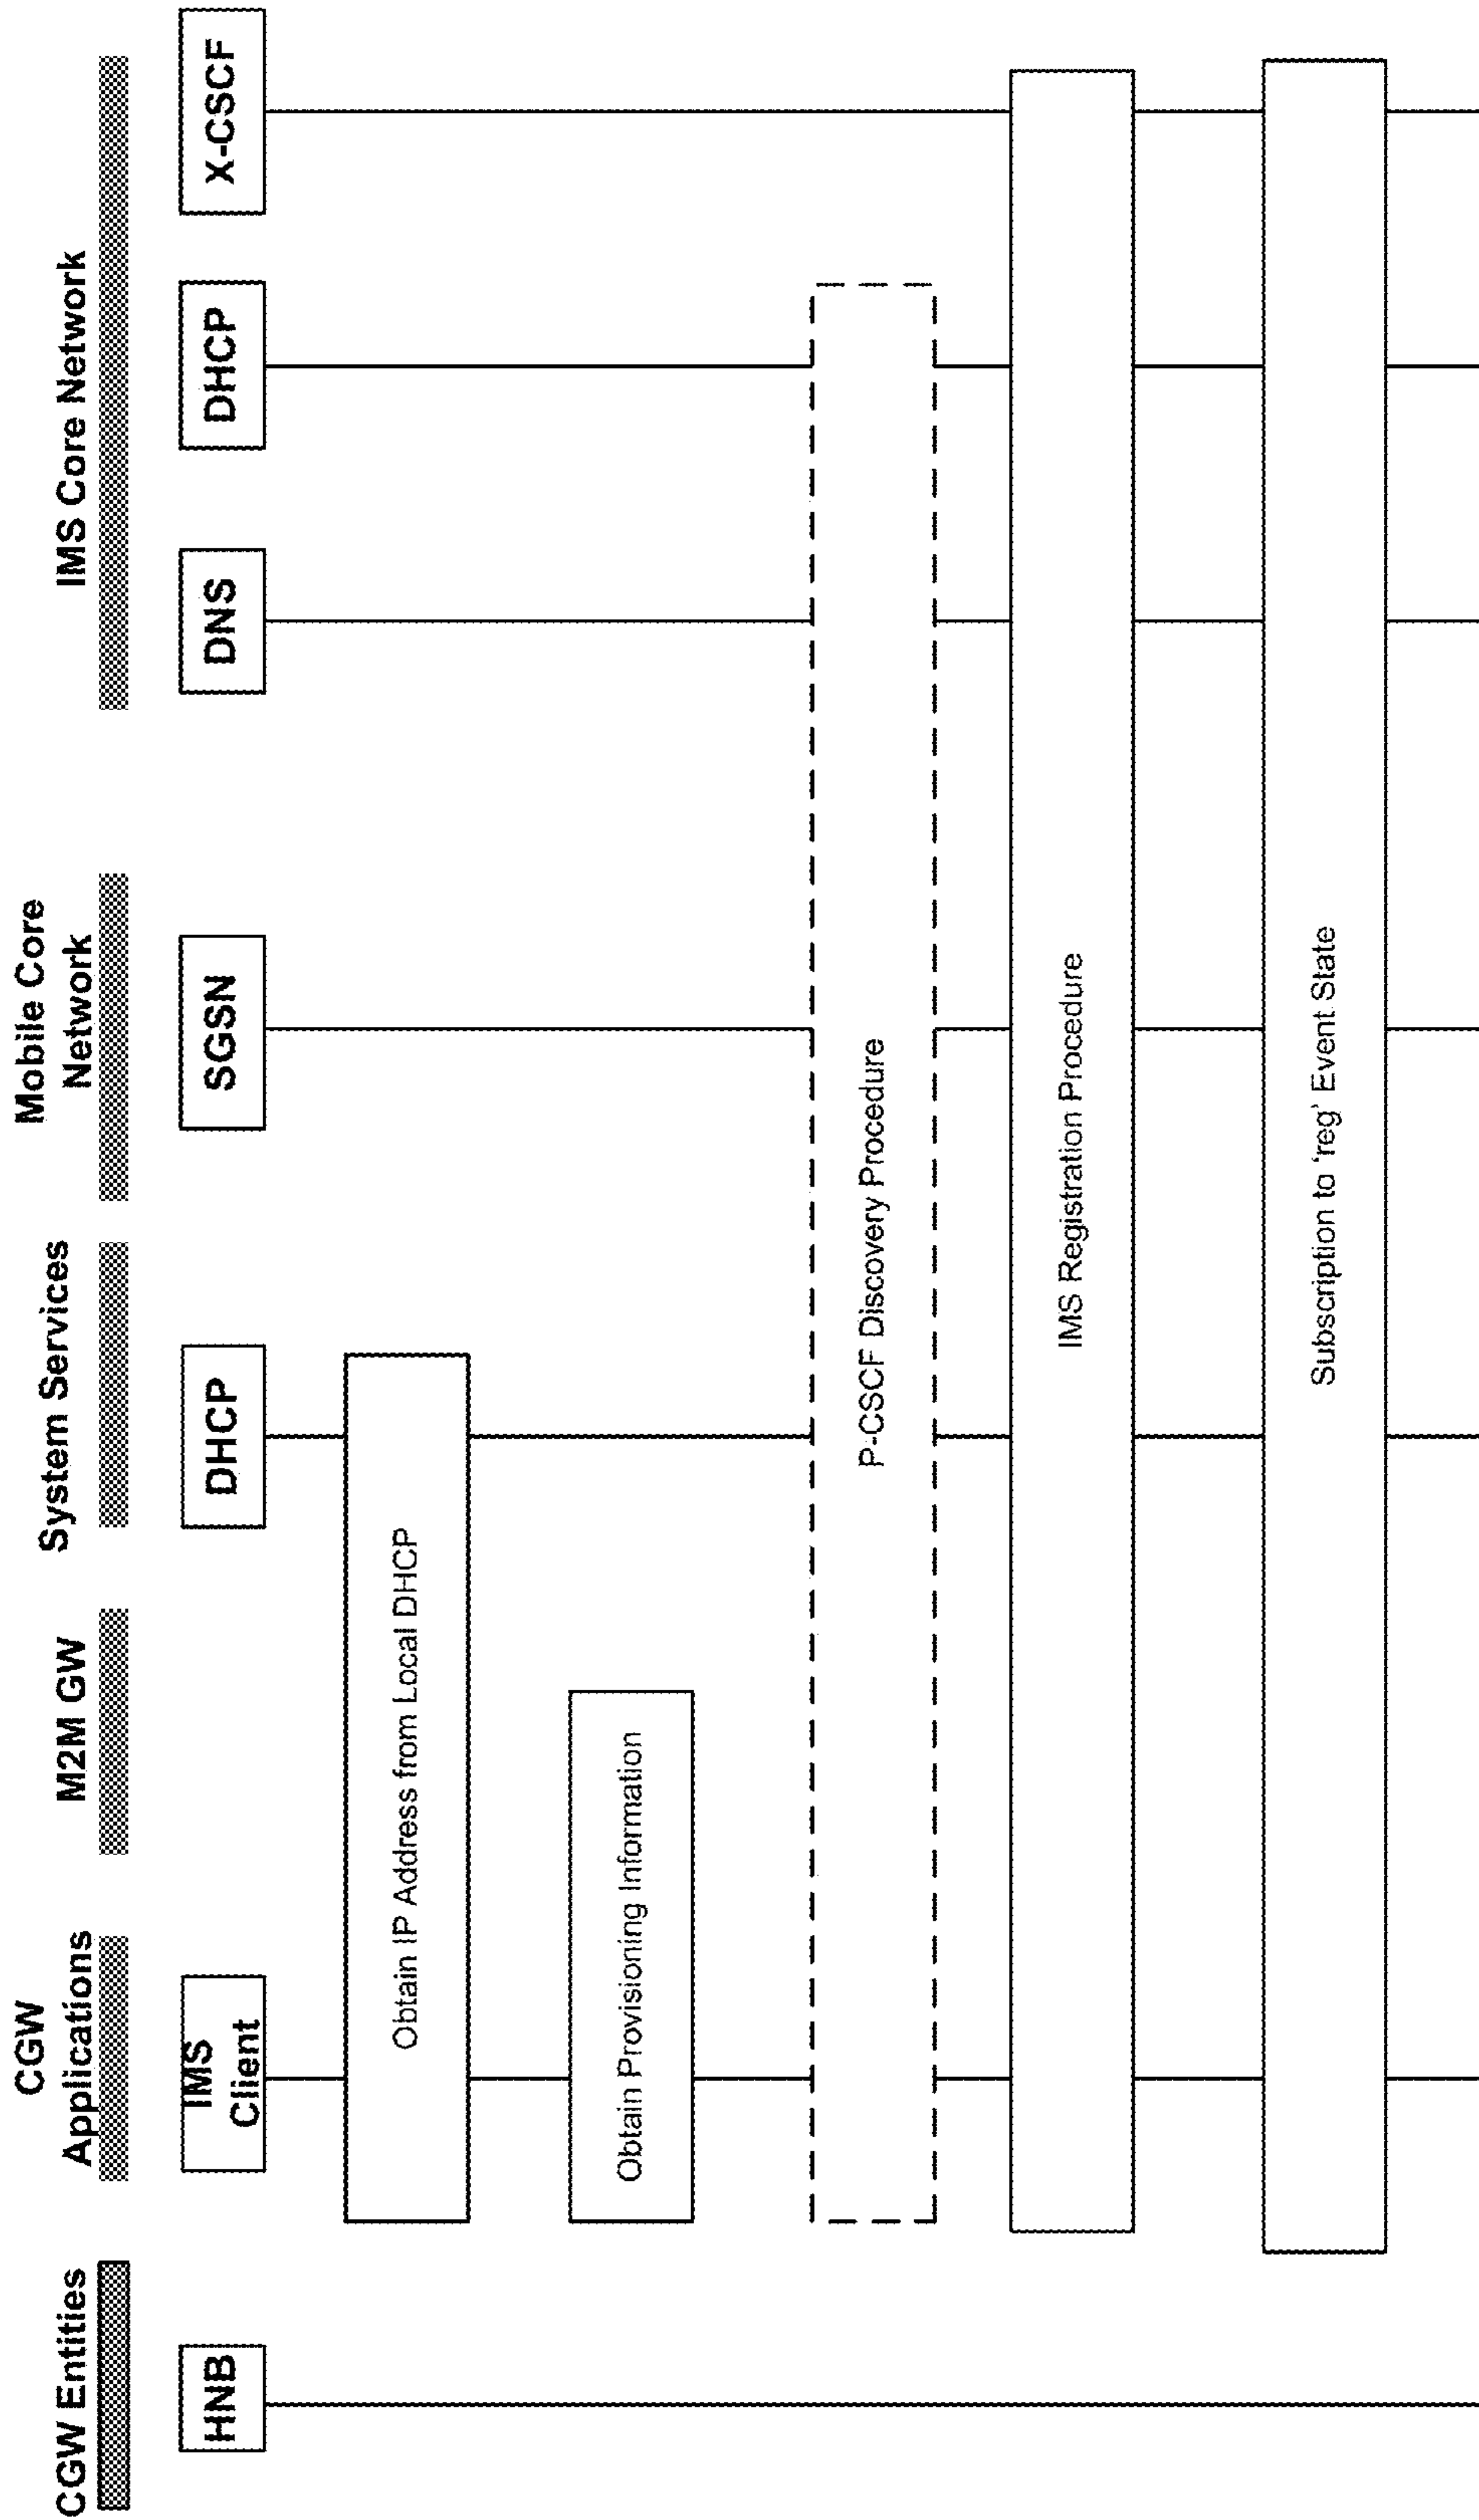 CGW Entities
CGW
Applications
M2M GW
System Services
Mobile Core
Network
IMS Core Network
HNB
IMS
Client
DHCP
SGSN
DNS
DHCP
X-CSCF
Obtain IP Address from Local DHCP
Obtain Provisioning Information
P-CSCF Discovery Procedure
IMS Registration Procedure
Subscription to 'reg' Event State